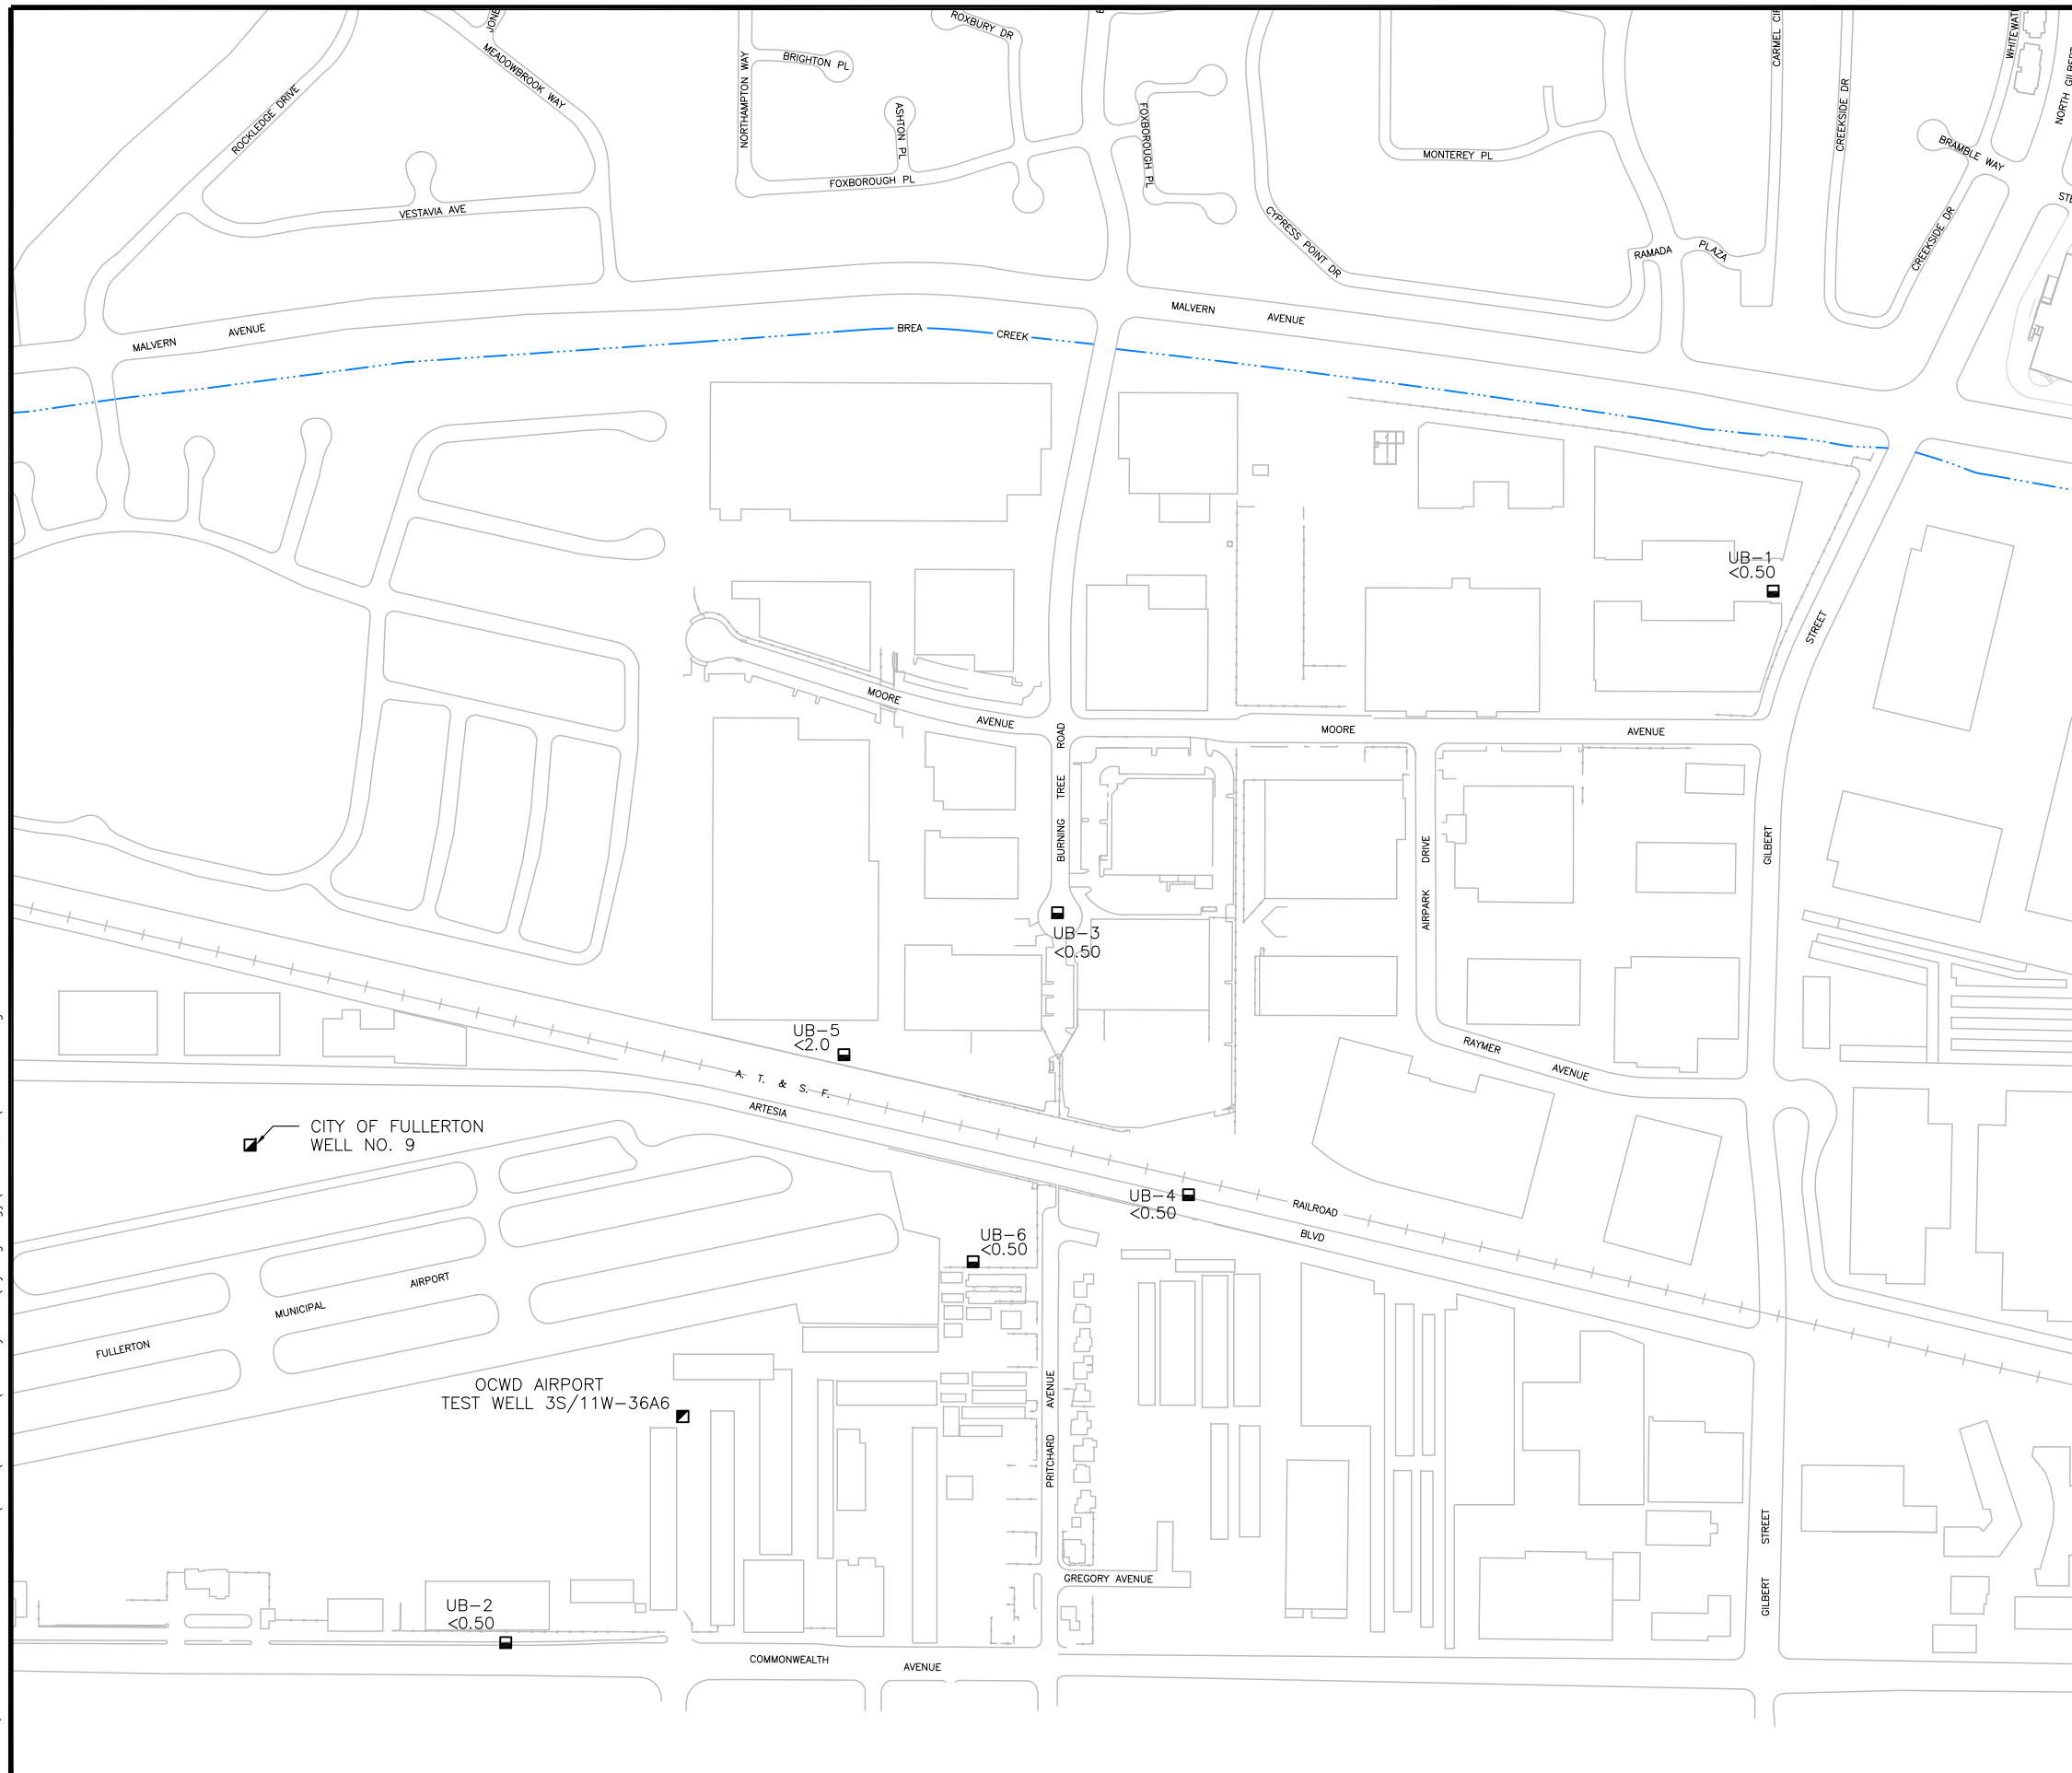 JONE
ROXBURY DR
MEADOWBROOK WAY
ROCKLEDGE DRIVE
NORTHAMPTON WAY
BRIGHTON PL
ASHTON PL
FOXBOROUGH PL
FOXBOROUGH PL
VESTAVIA AVE
MONTEREY PL
CARMEL CIR
CREEKSIDE DR
WHITEWAT
NORTH GILBERT
BRAMBLE WAY
CREEKSIDE DR
STE
CYPRESS POINT DR
RAMADA PLAZA
MALVERN AVENUE
MALVERN AVENUE
BREA CREEK
UB-1
<0.50
STREET
MOORE AVENUE
MOORE AVENUE
BURNING TREE ROAD
AIRPARK DRIVE
GILBERT
UB-3
<0.50
UB-5
<2.0
RAYMER AVENUE
A. T. & S. F.
RAILROAD
ARTESIA
BLVD
CITY OF FULLERTON
WELL NO. 9
UB-4
<0.50
UB-6
<0.50
FULLERTON MUNICIPAL AIRPORT
OCWD AIRPORT
TEST WELL 3S/11W-36A6
PRITCHARD AVENUE
GREGORY AVENUE
GILBERT STREET
UB-2
<0.50
COMMONWEALTH AVENUE